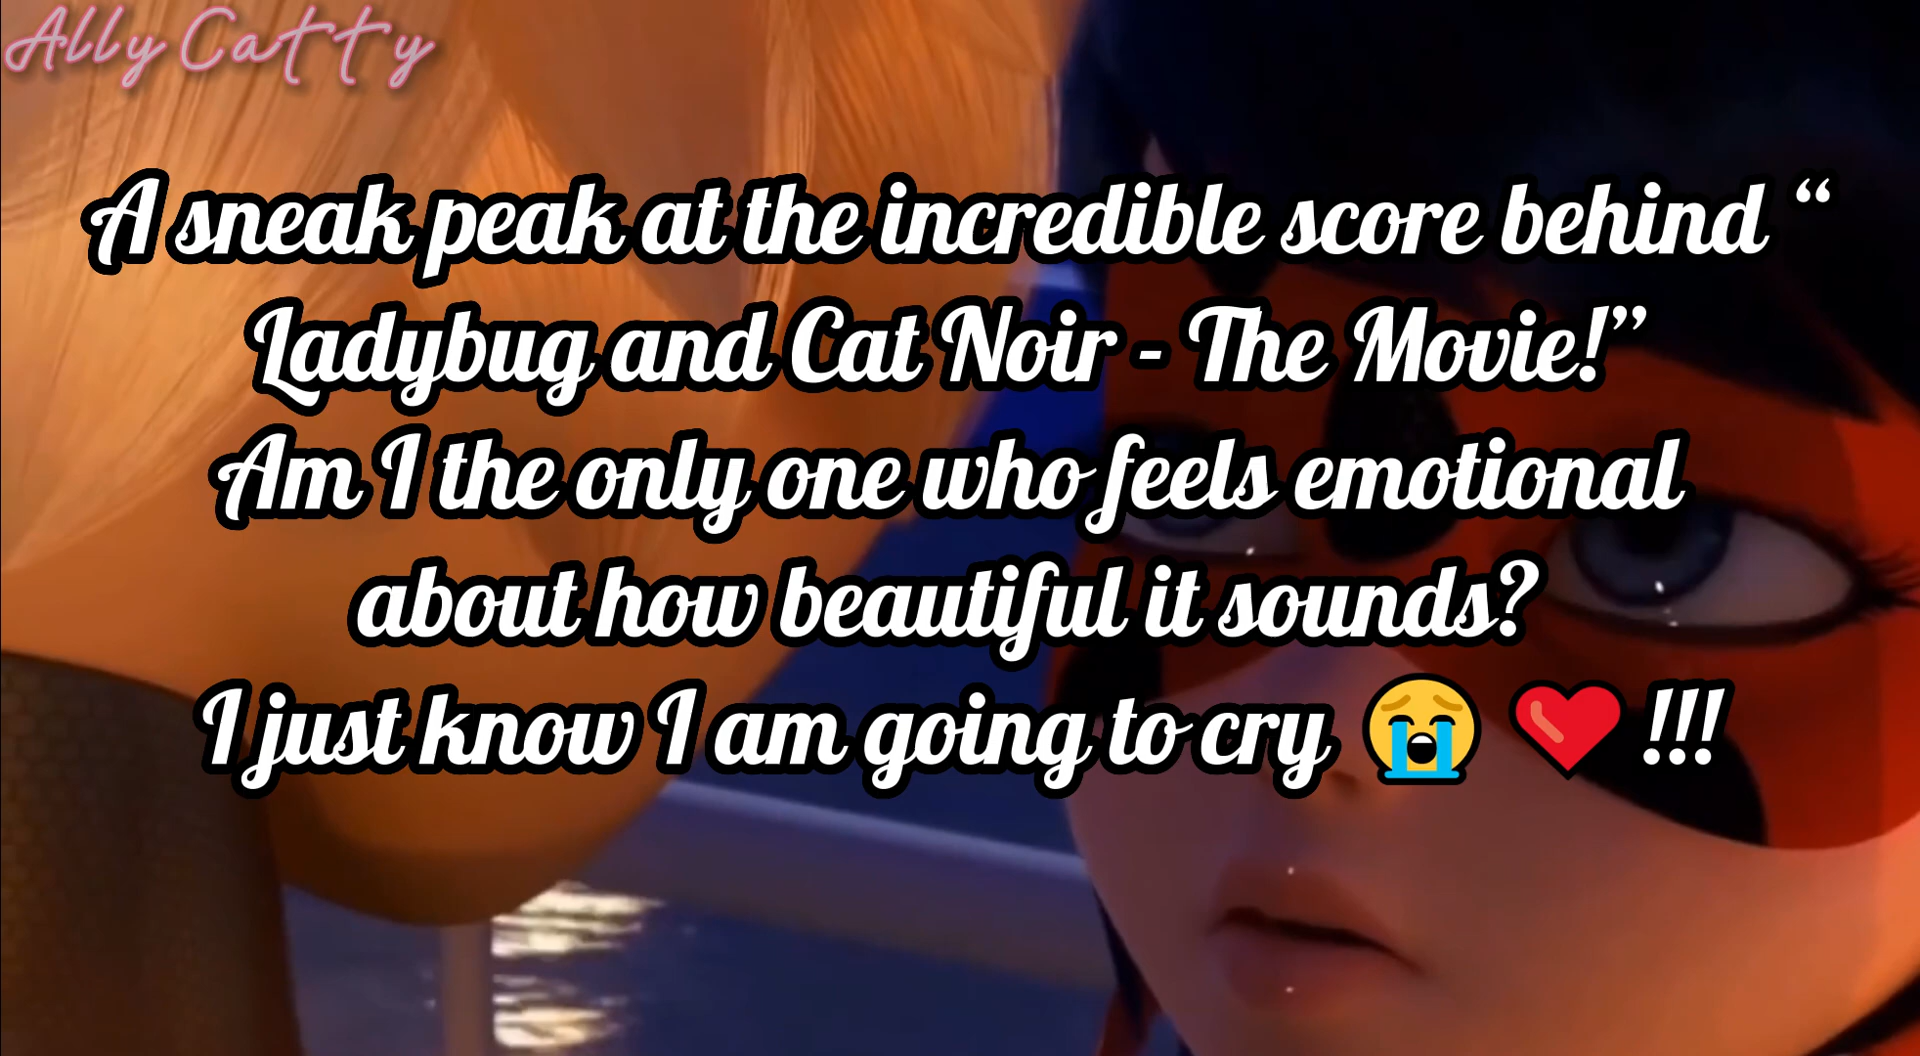 Ally Catty
A sneak peak at the incredible score behind “
Ladybug and Cat Noir - The Movie!”
Am I the only one who feels emotional
about how beautiful it sounds?
I just know I am going to cry 😭 ❤️ !!!